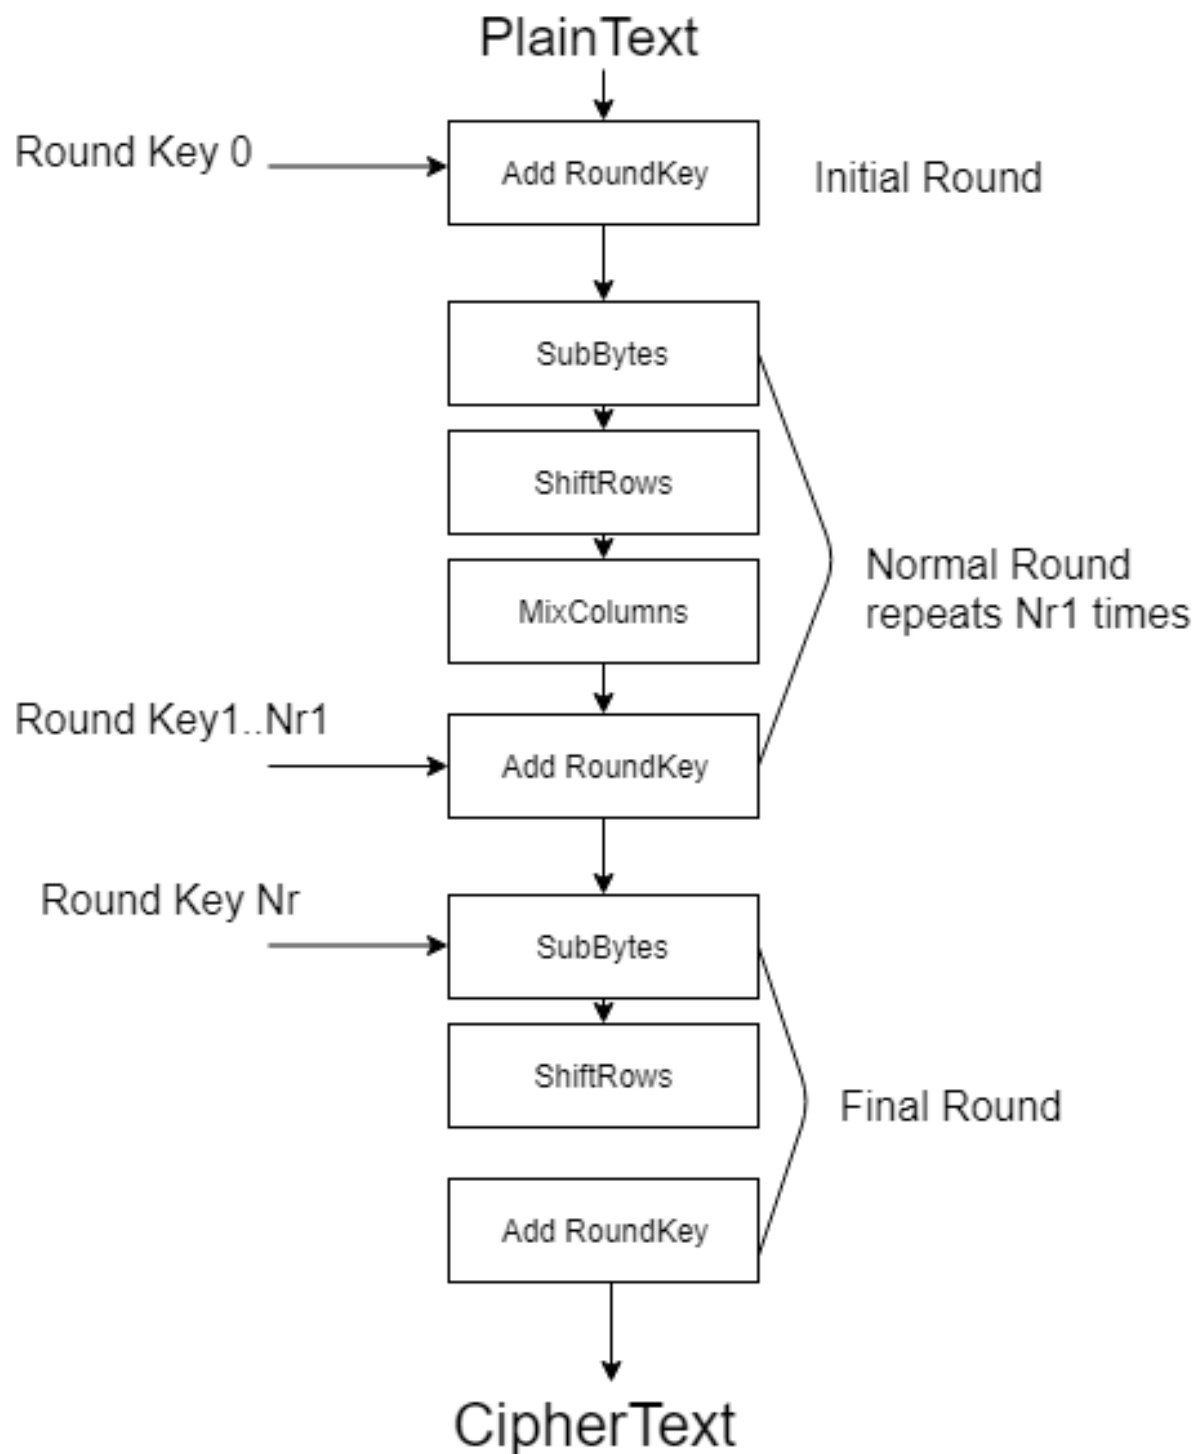 PlainText
Round Key 0
Add RoundKey
Initial Round
SubBytes
ShiftRows
MixColumns
Normal Round
repeats Nr1 times
Round Key1..Nr1
Add RoundKey
Round Key Nr
SubBytes
ShiftRows
Final Round
Add RoundKey
CipherText